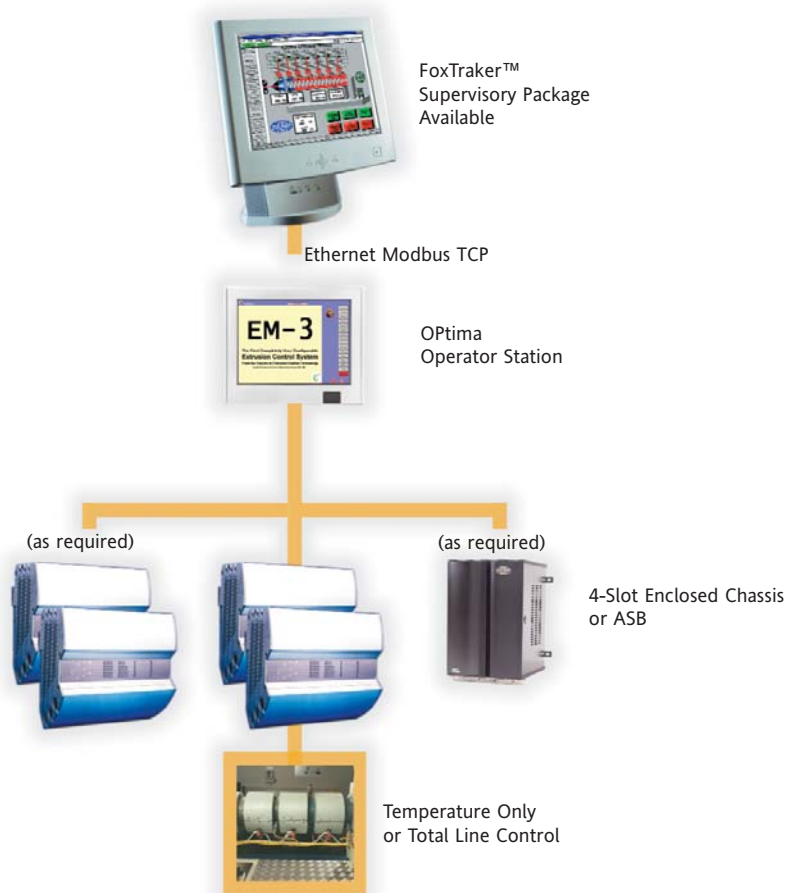 FoxTraker™
Supervisory Package
Available
Ethernet Modbus TCP
EM-3
Extrusion Control System
OPtima
Operator Station
(as required)
(as required)
4-Slot Enclosed Chassis
or ASB
Temperature Only
or Total Line Control